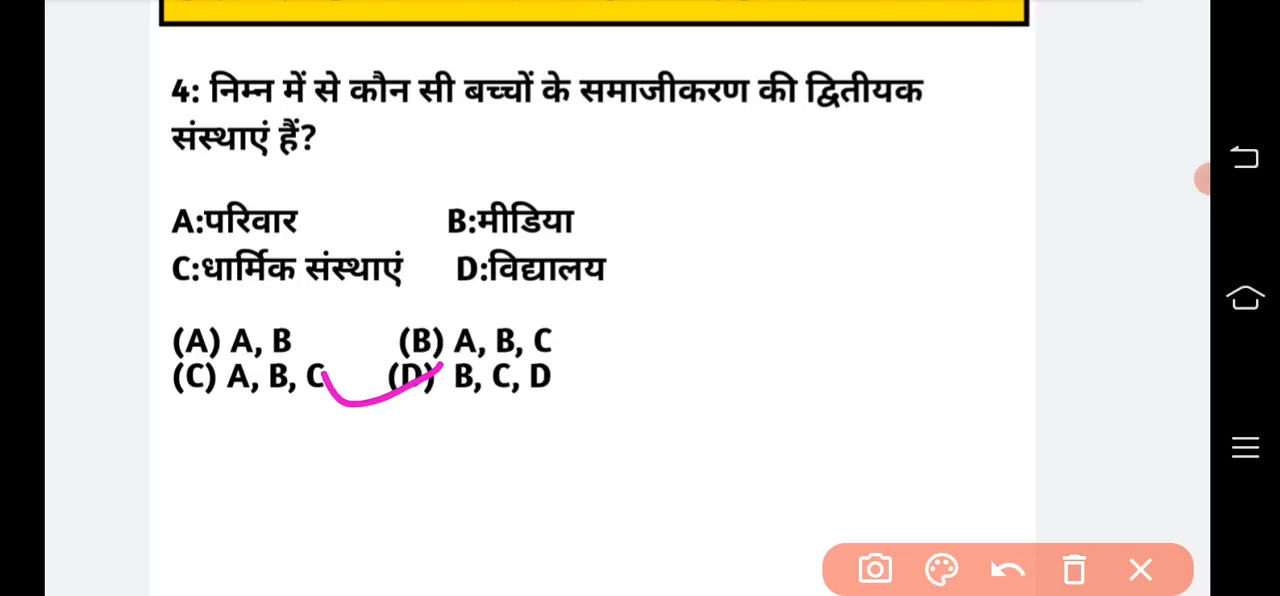 4: निम्न में से कौन सी बच्चों के समाजीकरण की द्वितीयक
संस्थाएं हैं?
A:परिवार B:मीडिया
C:धार्मिक संस्थाएं D:विद्यालय
(A) A, B (B) A, B, C
(C) A, B, C (D) B, C, D